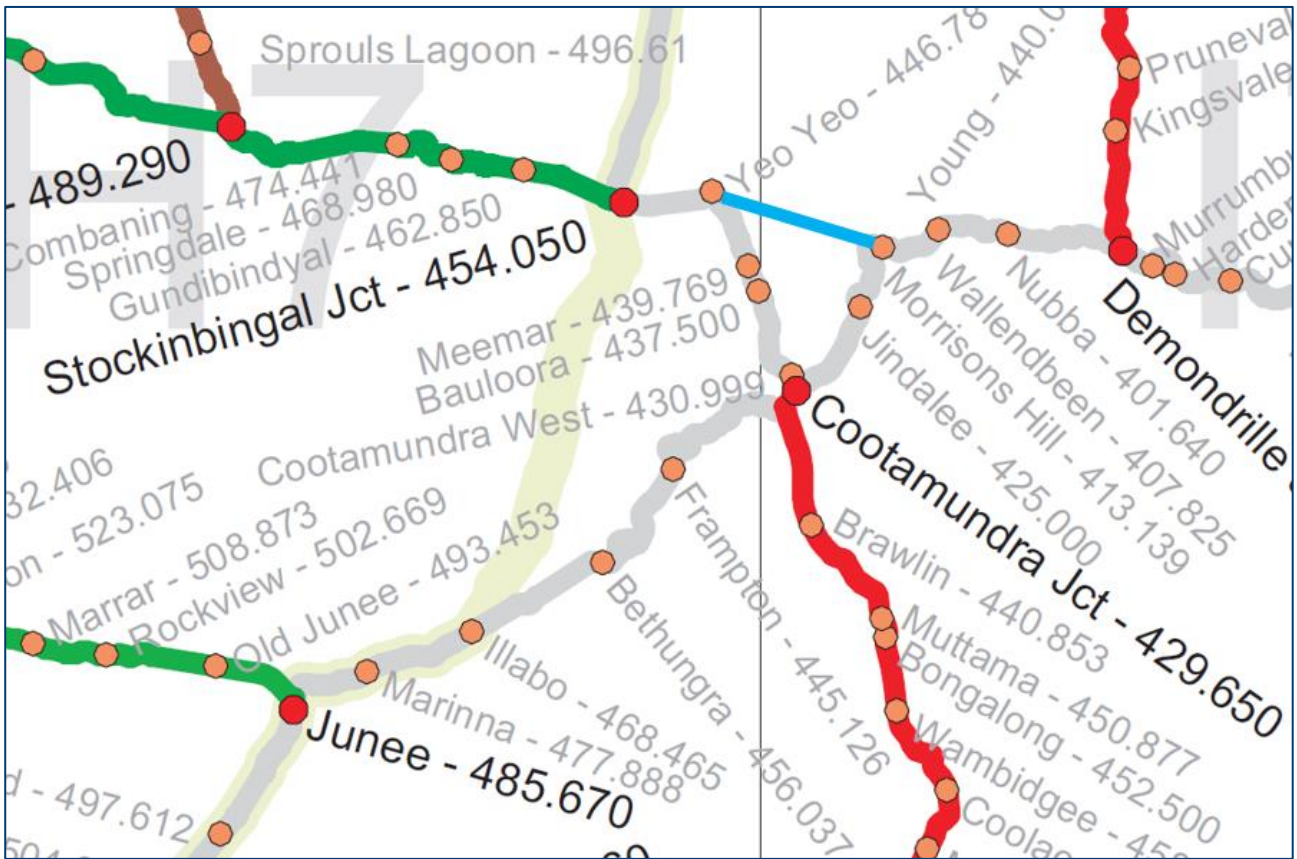 H7
Sprouls Lagoon - 496.61
Yeo Yeo - 446.78
Young - 440.0
Pruneval
Kingsvale
- 489.290
Combaning - 474.441
Springdale - 468.980
Gundibindyal - 462.850
Stockinbingal Jct - 454.050
Murrumbu
Harden
Cu
Meemar - 439.769
Bauloora - 437.500
Cootamundra West - 430.999
Demondrille
Nubba - 401.640
Wallendbeen - 407.825
Morrisons Hill - 413.139
Jindalee - 425.000
Cootamundra Jct - 429.650
32.406
on - 523.075
Marrar - 508.873
Rockview - 502.669
Old Junee - 493.453
Frampton - 445.126
Bethungra - 456.037
Illabo - 468.465
Marinna - 477.888
Junee - 485.670
Brawlin - 440.853
Muttama - 450.877
Bongalong - 452.500
Wambidgee - 45
Coolac
d - 497.612